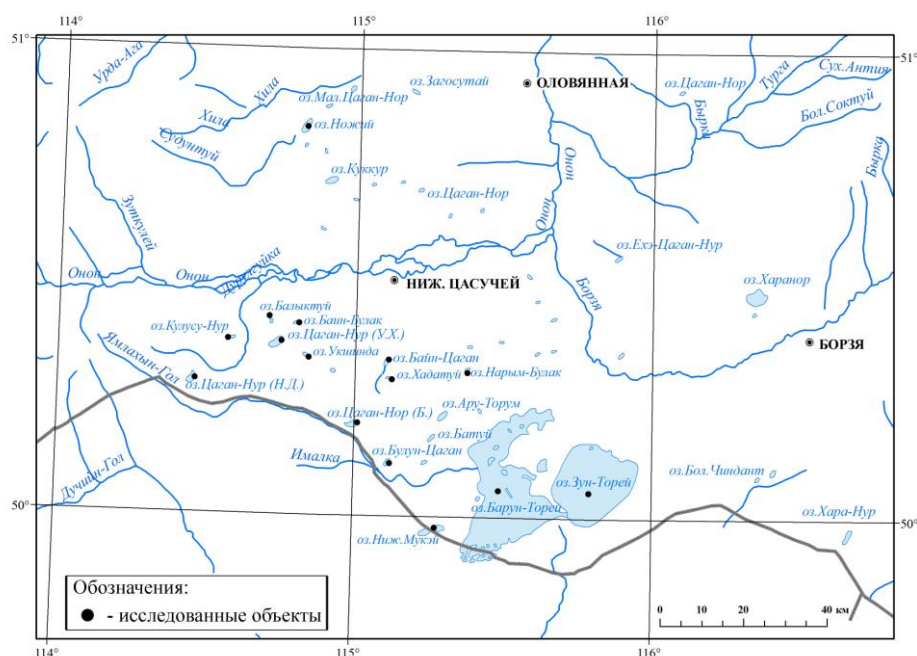 114°
115°
116°
51°
51°
Урда-Ага
оз.Загосутай
ОЛОВЯННАЯ
оз.Цаган-Нор
Турга
Сух.Антия
Хила
оз.Мал.Цаган-Нор
Хила
оз.Ножий
Бырка
Бол.Соктуй
Судунтуй
Бырка
оз.Куккур
оз.Цаган-Нор
Онон
Зуткулей
Онон
оз.Ехэ-Цаган-Нур
Онон
Онон
НИЖ. ЦАСУЧЕЙ
оз.Харанор
Борзя
оз.Балыктуй
оз.Баин-Булак
оз.Кулусу-Нур
оз.Цаган-Нур (У.Х.)
БОРЗЯ
Ямлахын-Гол
оз.Укшинда
оз.Байн-Цаган
оз.Хадатуй
оз.Нарым-Булак
оз.Цаган-Нур (Н.Д.)
оз.Цаган-Нор (Б.)
оз.Ару-Торум
оз.Батуй
Ималка
оз.Булун-Цаган
оз.Зун-Торей
оз.Бол.Чиндант
Дучийн-Гол
50°
оз.Барун-Торей
оз.Хара-Нур
50°
оз.Ниж.Мукэй
Обозначения:
- исследованные объекты
0 10 20 40 км
114°
115°
116°